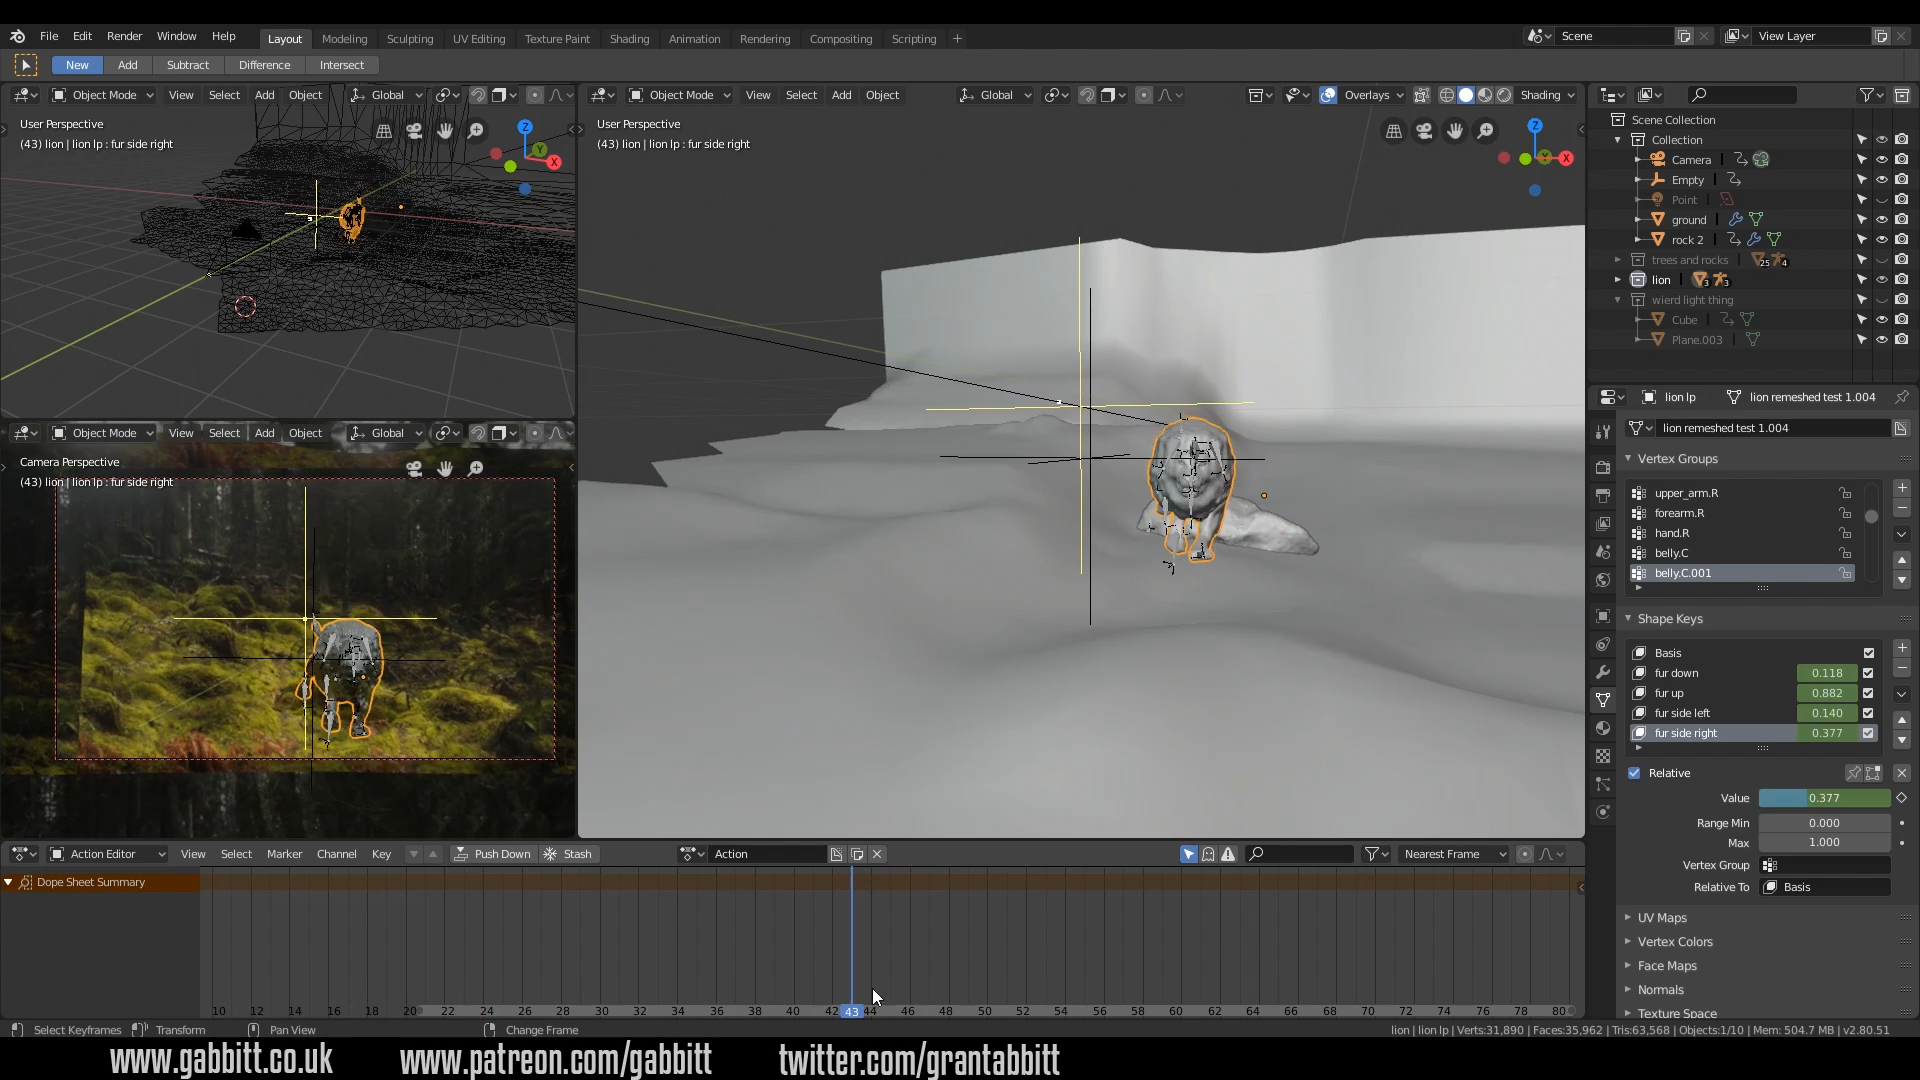 File Edit Render Window Help Layout Modeling Sculpting UV Editing Texture Paint Shading Animation Rendering Compositing Scripting + Scene View Layer
New Add Subtract Difference Intersect
Object Mode View Select Add Object Global
User Perspective
(43) lion | lion lp : fur side right
Z
Y
X
Object Mode View Select Add Object Global
Camera Perspective
(43) lion | lion lp : fur side right
Object Mode View Select Add Object Global Overlays Shading
User Perspective
(43) lion | lion lp : fur side right
Z
Y
X
Scene Collection
Collection
Camera
Empty
Point
ground
rock 2
trees and rocks 25 4
lion 3 3
wierd light thing
Cube
Plane.003
lion lp lion remeshed test 1.004
lion remeshed test 1.004
Vertex Groups
upper_arm.R
forearm.R
hand.R
belly.C
belly.C.001
Shape Keys
Basis
fur down 0.118
fur up 0.882
fur side left 0.140
fur side right 0.377
Relative
Value 0.377
Range Min 0.000
Max 1.000
Vertex Group
Relative To Basis
UV Maps
Vertex Colors
Face Maps
Normals
Texture Space
Action Editor View Select Marker Channel Key Push Down Stash Action Nearest Frame
Dope Sheet Summary
10 12 14 16 18 20 22 24 26 28 30 32 34 36 38 40 42 43 44 46 48 50 52 54 56 58 60 62 64 66 68 70 72 74 76 78 80
Select Keyframes Transform Pan View Change Frame lion | lion lp | Verts:31,890 | Faces:35,962 | Tris:63,568 | Objects:1/10 | Mem: 504.7 MB | v2.80.51
www.gabbitt.co.uk www.patreon.com/gabbitt twitter.com/grantabbitt